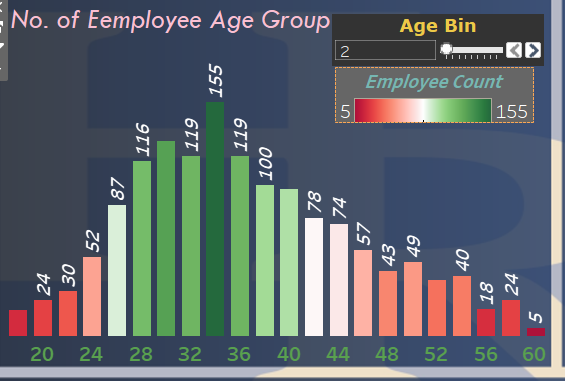 No. of Eemployee Age Group
Age Bin
2
Employee Count
5 155
24 30 52 87 116 119 155 119 100 78 74 57 43 49 40 18 24 5
20 24 28 32 36 40 44 48 52 56 60